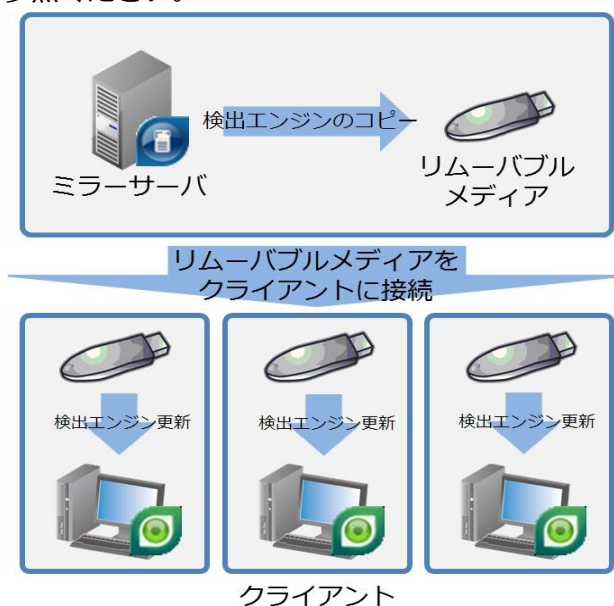 検出エンジンのコピー
ミラーサーバ
リムーバブル
メディア
リムーバブルメディアを
クライアントに接続
検出エンジン更新
検出エンジン更新
検出エンジン更新
クライアント